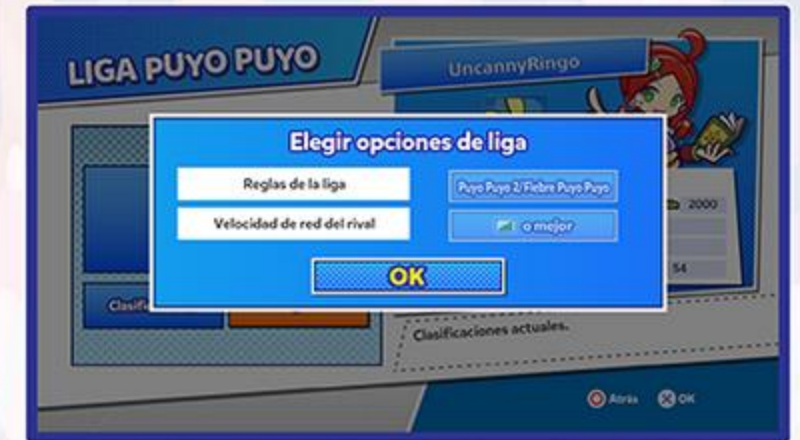 LIGA PUYO PUYO
UncannyRingo
Elegir opciones de liga
Reglas de la liga
Puyo Puyo 2/Fiebre Puyo Puyo
Velocidad de red del rival
o mejor
OK
2000
54
Clasifi
Clasificaciones actuales.
Atrás
OK